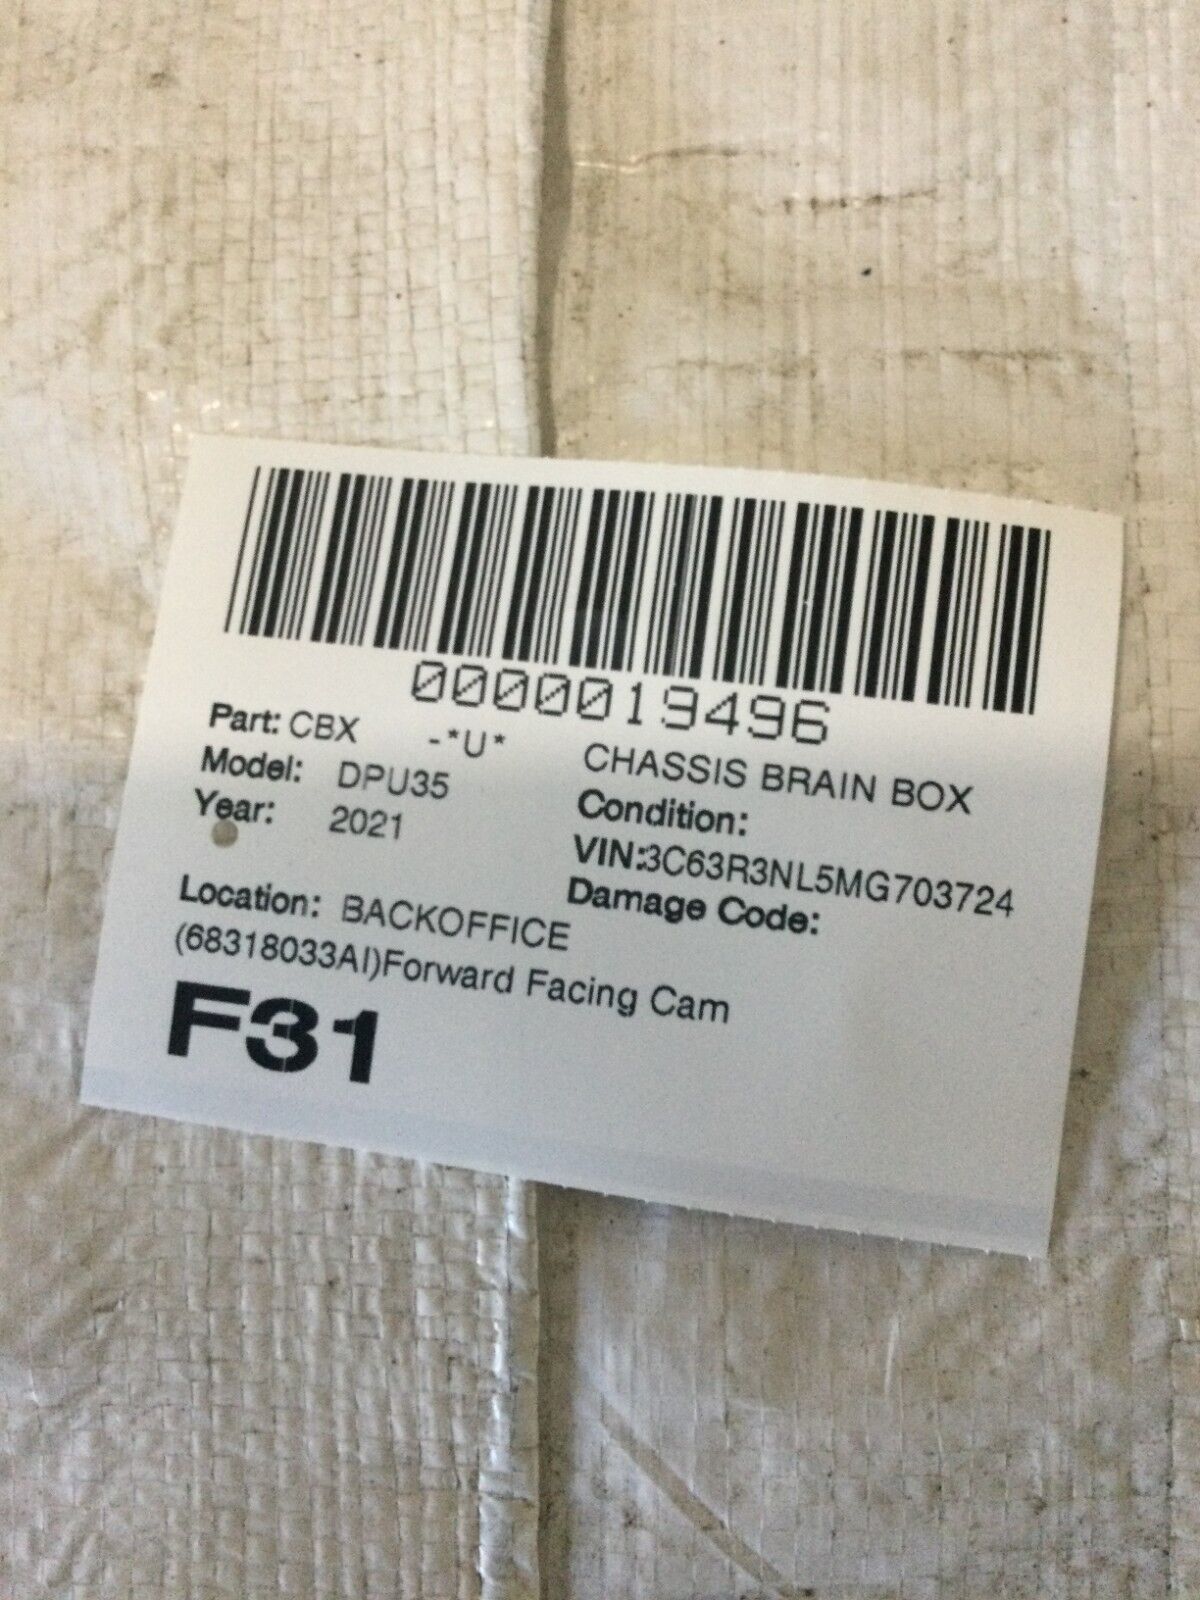 0000019496
Part: CBX -*U* CHASSIS BRAIN BOX
Model: DPU35 Condition:
Year: 2021 VIN:3C63R3NL5MG703724
Damage Code:
Location: BACKOFFICE
(68318033AI)Forward Facing Cam
F31